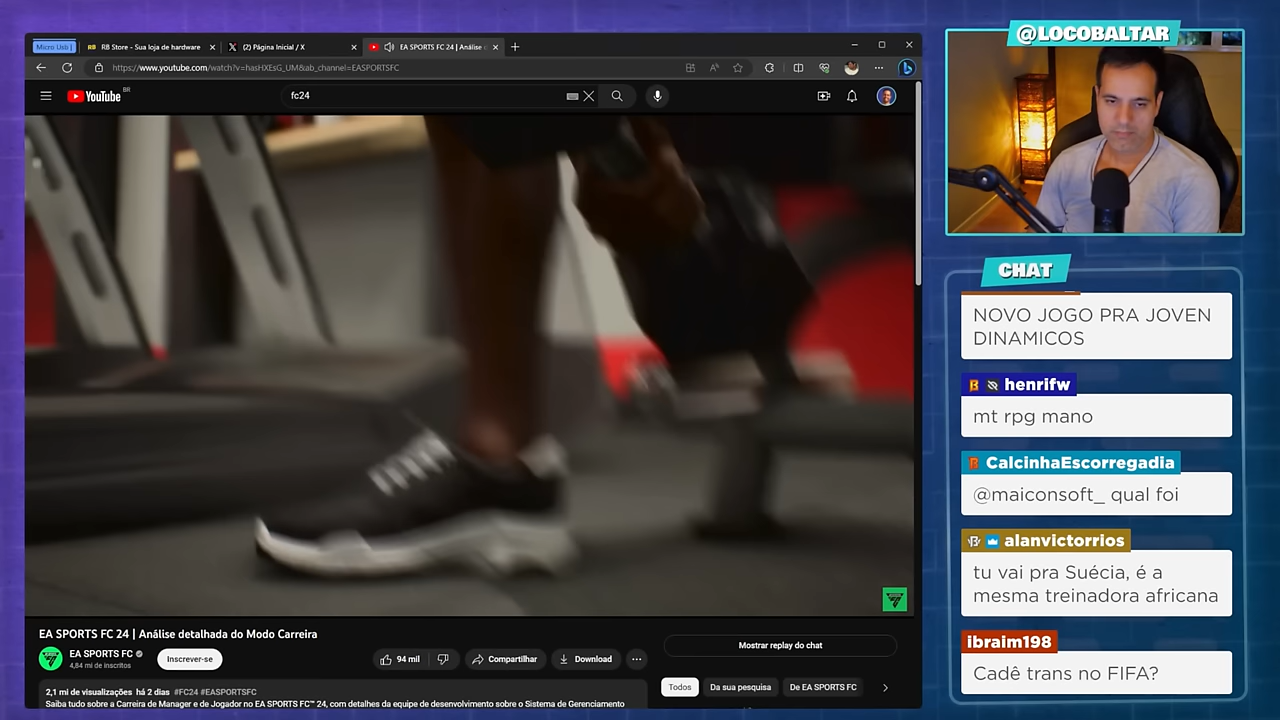 Micro Usti |
RB Store - Sua loja de hardware
(2) Página Inicial / X
EA SPORTS FC 24 | Análise
https://www.youtube.com/watch?v=hasHXEsG_UM&ab_channel=EASPORTSFC
YouTube BR
fc24
EA SPORTS FC 24 | Análise detalhada do Modo Carreira
EA SPORTS FC
4,84 mi de inscritos
Inscrever-se
94 mil
Compartilhar
Download
Mostrar replay do chat
2,1 mi de visualizações há 2 dias #FC24 #EASPORTSFC
Saiba tudo sobre a Carreira de Manager e de Jogador no EA SPORTS FC™ 24, com detalhes da equipe de desenvolvimento sobre o Sistema de Gerenciamento
Todos
Da sua pesquisa
De EA SPORTS FC
@LOCOBALTAR
CHAT
NOVO JOGO PRA JOVEN
DINAMICOS
henrifw
mt rpg mano
CalcinhaEscorregadia
@maiconsoft_ qual foi
alanvictorrios
tu vai pra Suécia, é a
mesma treinadora africana
ibraim198
Cadê trans no FIFA?